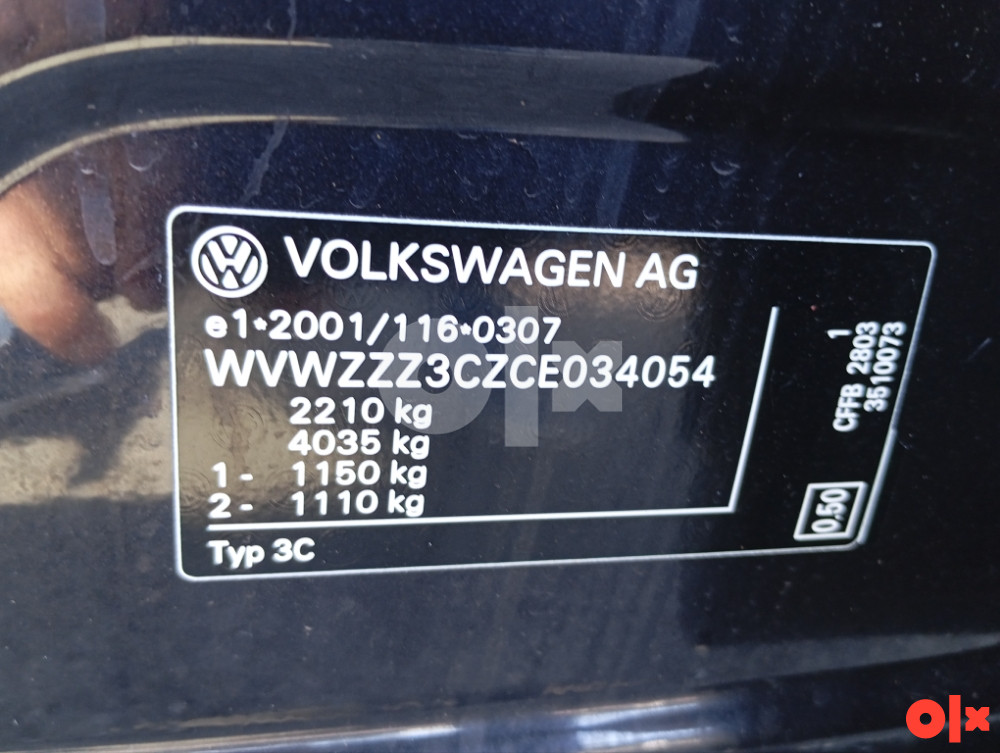 VOLKSWAGEN AG
e1*2001/116*0307
WVWZZZ3CZCE034054
2210 kg
4035 kg
1 - 1150 kg
2 - 1110 kg
Typ 3C
1
CFFB 2803
3510073
0,50
olx
olx